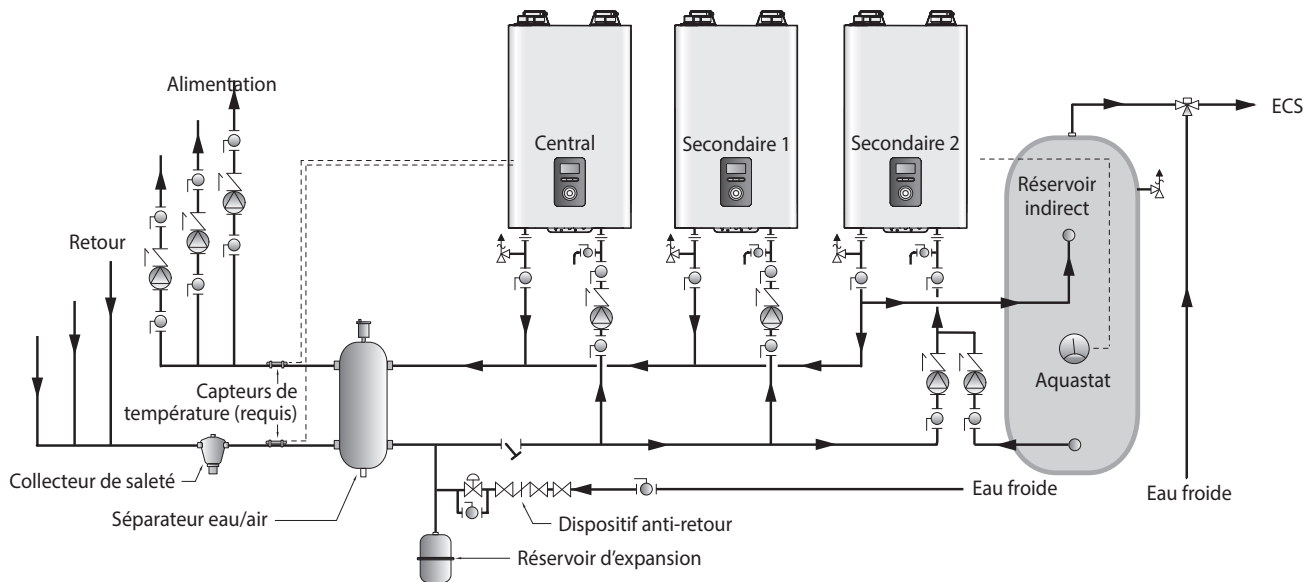 Alimentation
Central
Secondaire 1
Secondaire 2
ECS
Réservoir
indirect
Retour
Aquastat
Capteurs de
température (requis)
Collecteur de saleté
Eau froide
Eau froide
Séparateur eau/air
Dispositif anti-retour
Réservoir d'expansion